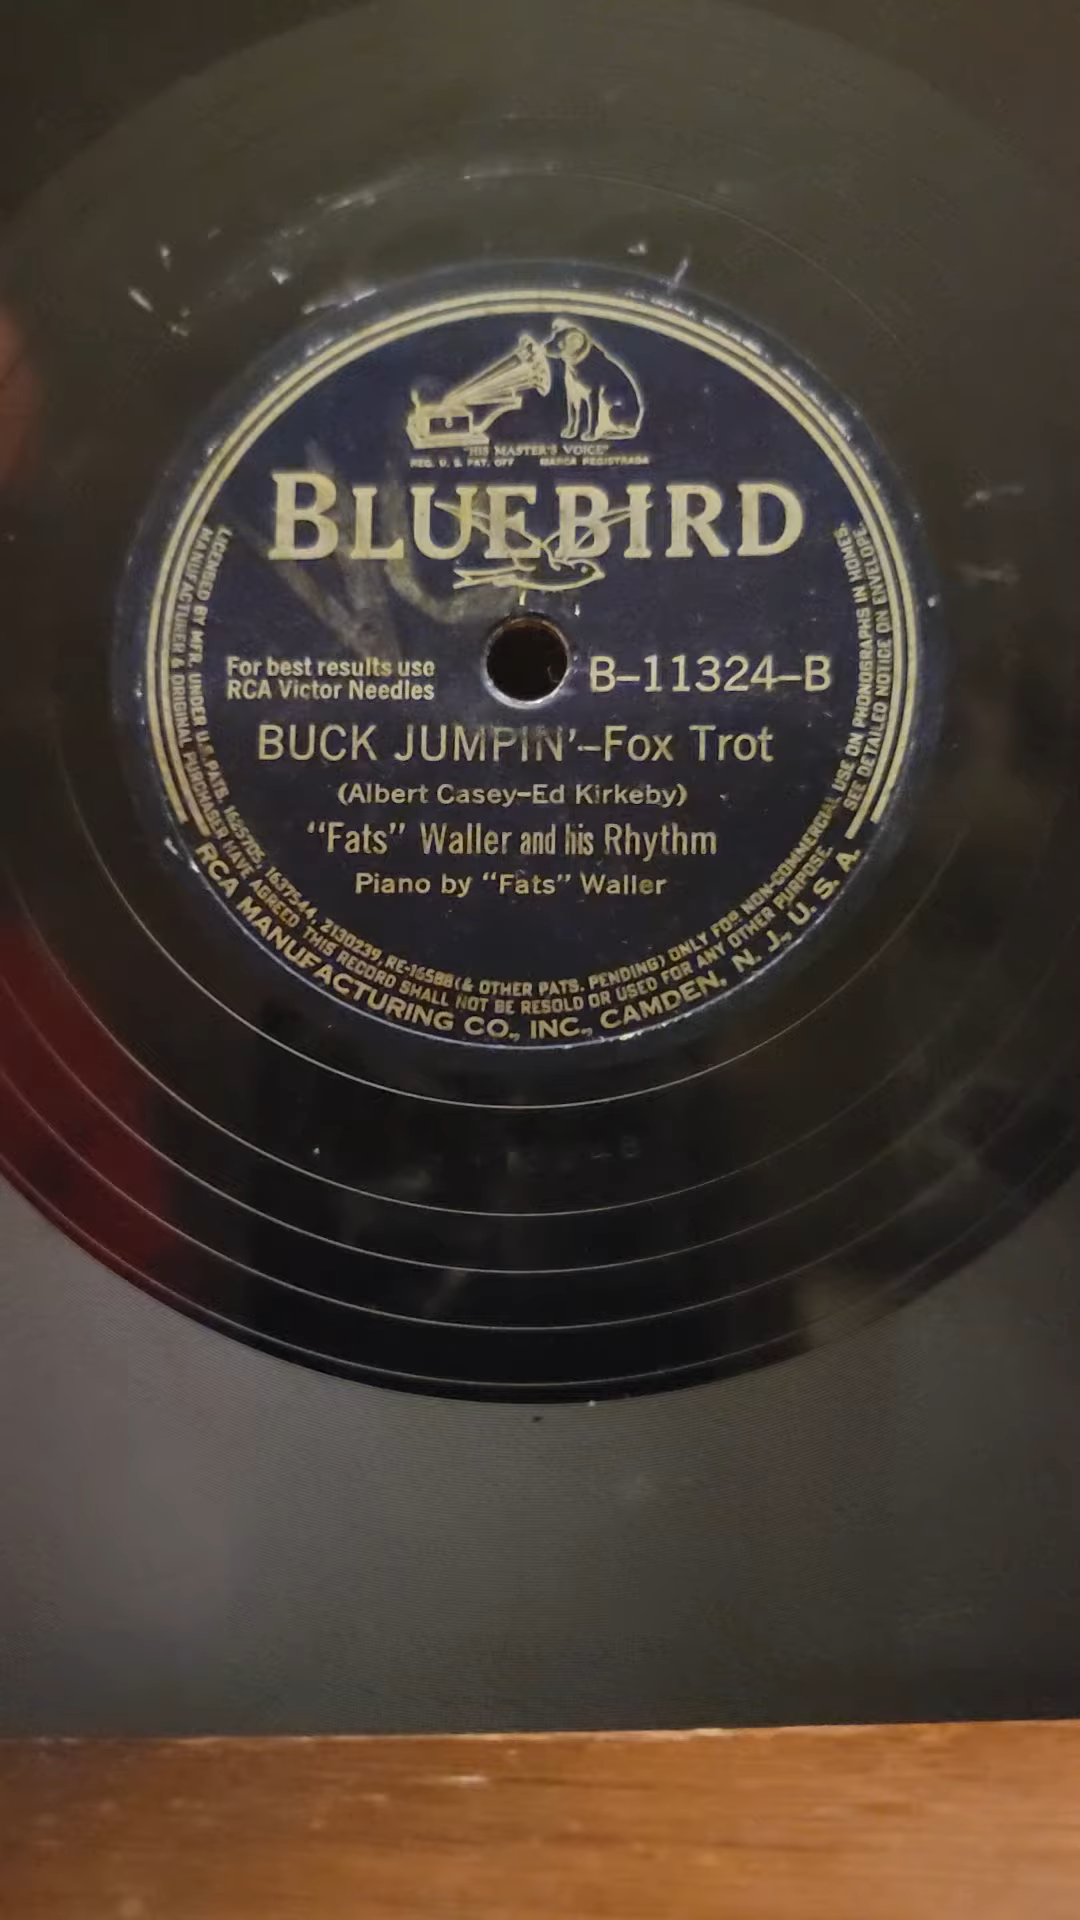 "HIS MASTER'S VOICE"
REG. U. S. PAT. OFF. MARCA REGISTRADA
BLUEBIRD
For best results use
RCA Victor Needles
B-11324-B
BUCK JUMPIN'-Fox Trot
(Albert Casey-Ed Kirkeby)
"Fats" Waller and his Rhythm
Piano by "Fats" Waller
LICENSED BY MFR. UNDER U.S. PATS. 1625705, 1637544, 2130239, RE-16588 (& OTHER PATS. PENDING) ONLY FOR NON-COMMERCIAL USE ON PHONOGRAPHS IN HOMES.
MANUFACTURER & ORIGINAL PURCHASER HAVE AGREED THIS RECORD SHALL NOT BE RESOLD OR USED FOR ANY OTHER PURPOSE. SEE DETAILED NOTICE ON ENVELOPE.
RCA MANUFACTURING CO., INC., CAMDEN, N. J., U. S. A.